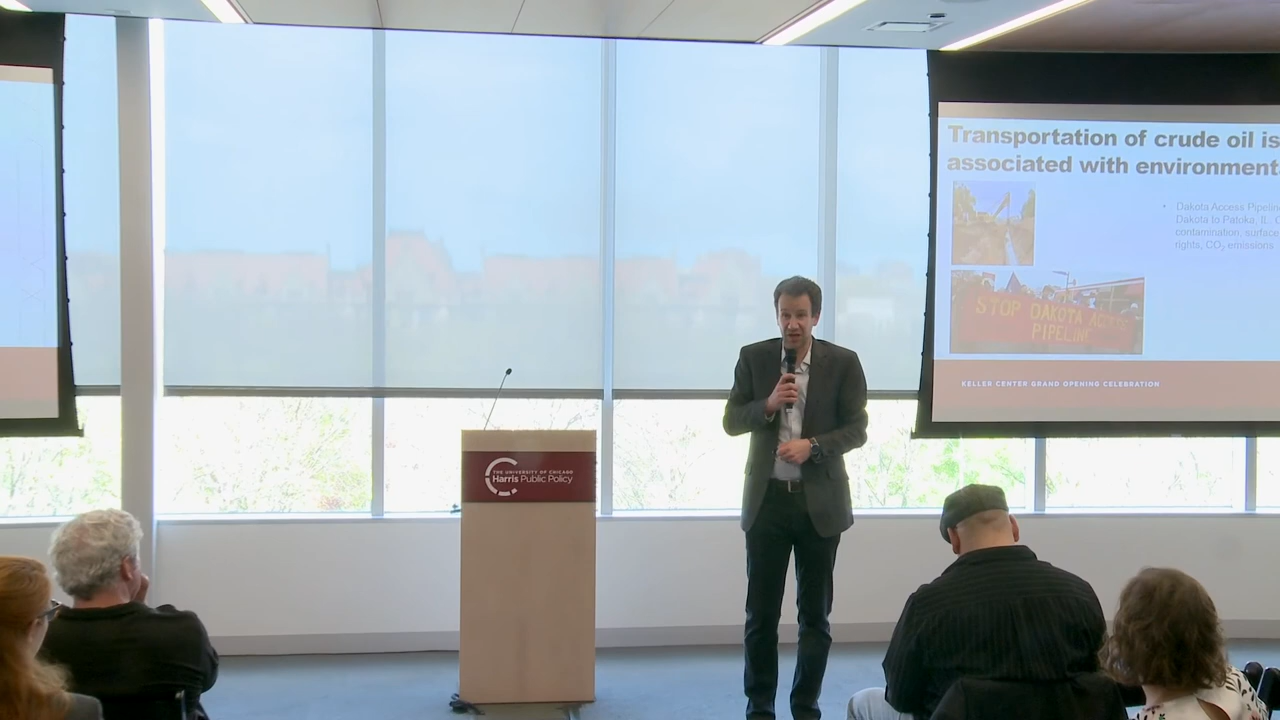 Transportation of crude oil is
associated with environment
Dakota Access Pipelin
Dakota to Patoka, IL. C
contamination, surface
rights, CO₂ emissions
STOP DAKOTA ACCESS
PIPELINE
KELLER CENTER GRAND OPENING CELEBRATION
THE UNIVERSITY OF CHICAGO
Harris Public Policy